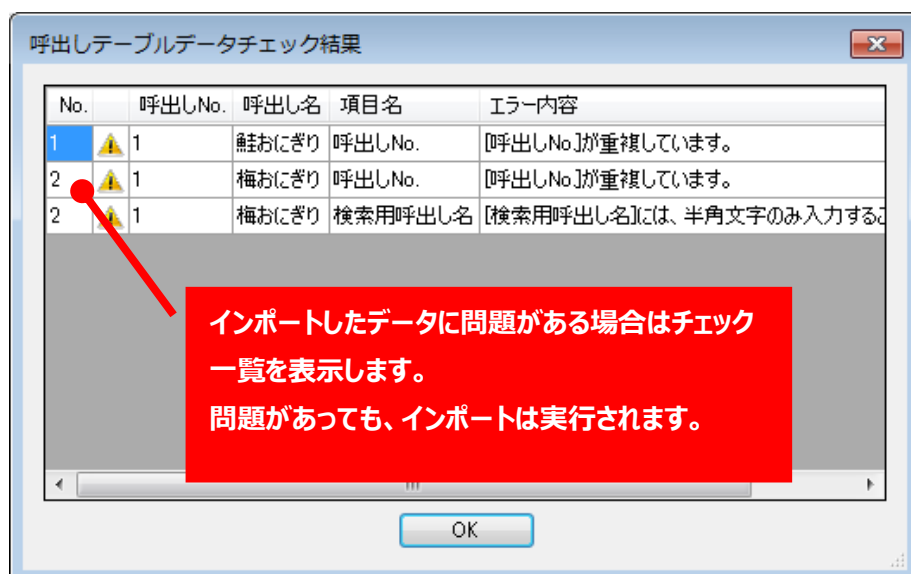 呼出しテーブルデータチェック結果
No. 呼出しNo. 呼出し名 項目名 エラー内容
1 1 鮭おにぎり 呼出しNo. [呼出しNo.]が重複しています。
2 1 梅おにぎり 呼出しNo. [呼出しNo.]が重複しています。
2 1 梅おにぎり 検索用呼出し名 [検索用呼出し名]には、半角文字のみ入力するこ
インポートしたデータに問題がある場合はチェック
一覧を表示します。
問題があっても、インポートは実行されます。
OK